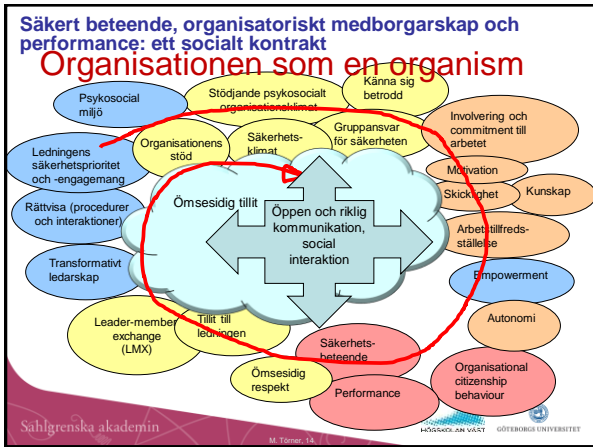 Säkert beteende, organisatoriskt medborgarskap och
performance: ett socialt kontrakt
Organisationen som en organism
Psykosocial
miljö
Stödjande psykosocialt
organisationsklimat
Känna sig
betrodd
Organisationens
stöd
Säkerhets-
klimat
Gruppansvar
för säkerheten
Involvering och
commitment till
arbetet
Ledningens
säkerhetsprioritet
och -engagemang
Motivation
Skicklighet
Kunskap
Rättvisa (procedurer
och interaktioner)
Ömsesidig tillit
Öppen och riklig
kommunikation,
social
interaktion
Arbetstillfreds-
ställelse
Transformativt
ledarskap
Empowerment
Leader-member
exchange
(LMX)
Tillit till
ledningen
Autonomi
Säkerhets-
beteende
Ömsesidig
respekt
Performance
Organisational
citizenship
behaviour
Sahlgrenska akademin
M. Törner, 14
HÖGSKOLAN VÄST
GÖTEBORGS UNIVERSITET